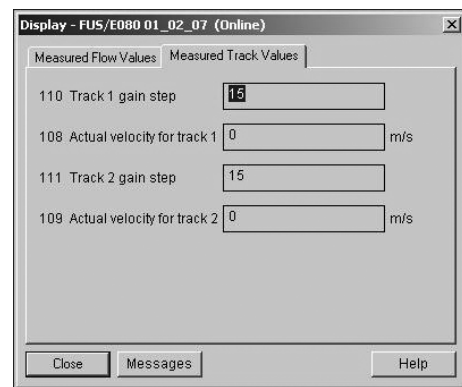 Display - FUS/E080 01_02_07 (Online)
Measured Flow Values Measured Track Values
110 Track 1 gain step 15
108 Actual velocity for track 1 0 m/s
111 Track 2 gain step 15
109 Actual velocity for track 2 0 m/s
Close Messages Help